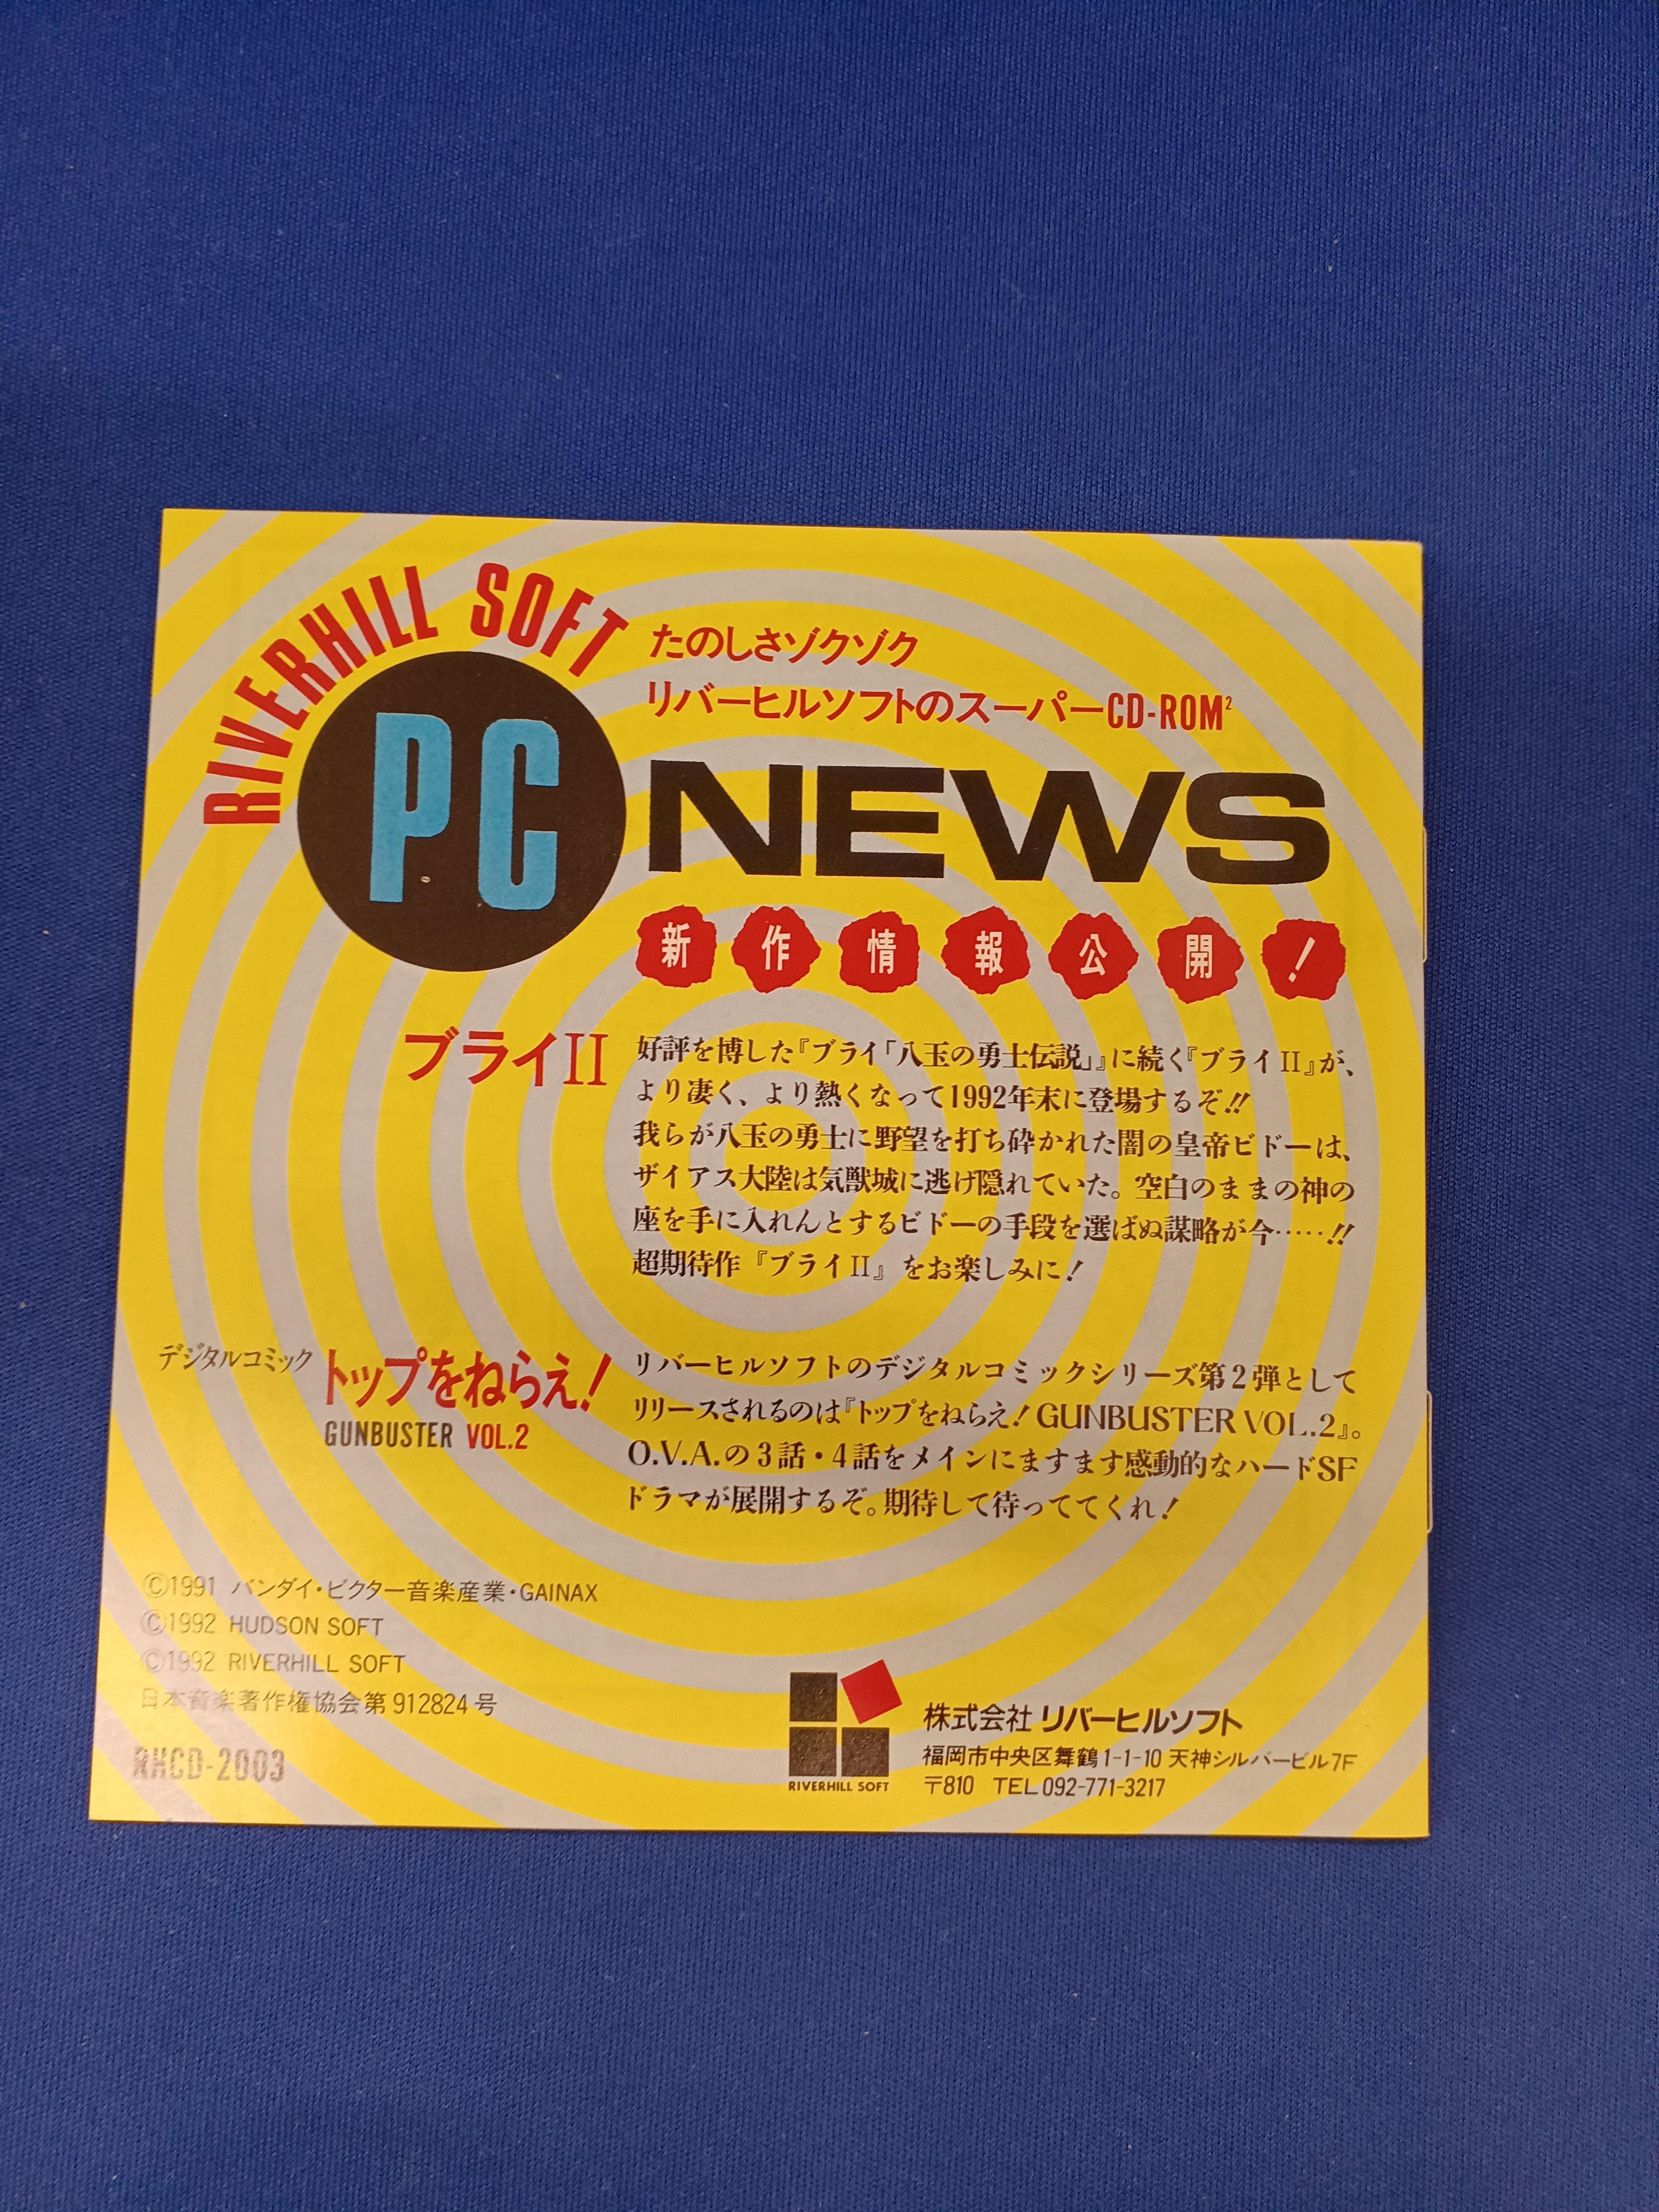 RIVERHILL SOFT
PC
たのしさゾクゾク
リバーヒルソフトのスーパーCD-ROM²
NEWS
新作情報公開!
ブライII
好評を博した『ブライ「八玉の勇士伝説」』に続く『ブライII』が、
より凄く、より熱くなって1992年末に登場するぞ!!
我らが八玉の勇士に野望を打ち砕かれた闇の皇帝ビドーは、
ザイアス大陸は気獣城に逃げ隠れていた。空白のままの神の
座を手に入れんとするビドーの手段を選ばぬ謀略が今……!!
超期待作『ブライII』をお楽しみに!
デジタルコミック
トップをねらえ!
GUNBUSTER VOL.2
リバーヒルソフトのデジタルコミックシリーズ第2弾として
リリースされるのは『トップをねらえ! GUNBUSTER VOL.2』。
O.V.A.の3話・4話をメインにますます感動的なハードSF
ドラマが展開するぞ。期待して待っててくれ!
©1991 バンダイ・ビクター音楽産業・GAINAX
©1992 HUDSON SOFT
©1992 RIVERHILL SOFT
日本音楽著作権協会第912824号
RHCD-2003
RIVERHILL SOFT
株式会社 リバーヒルソフト
福岡市中央区舞鶴1-1-10 天神シルバービル7F
〒810 TEL 092-771-3217